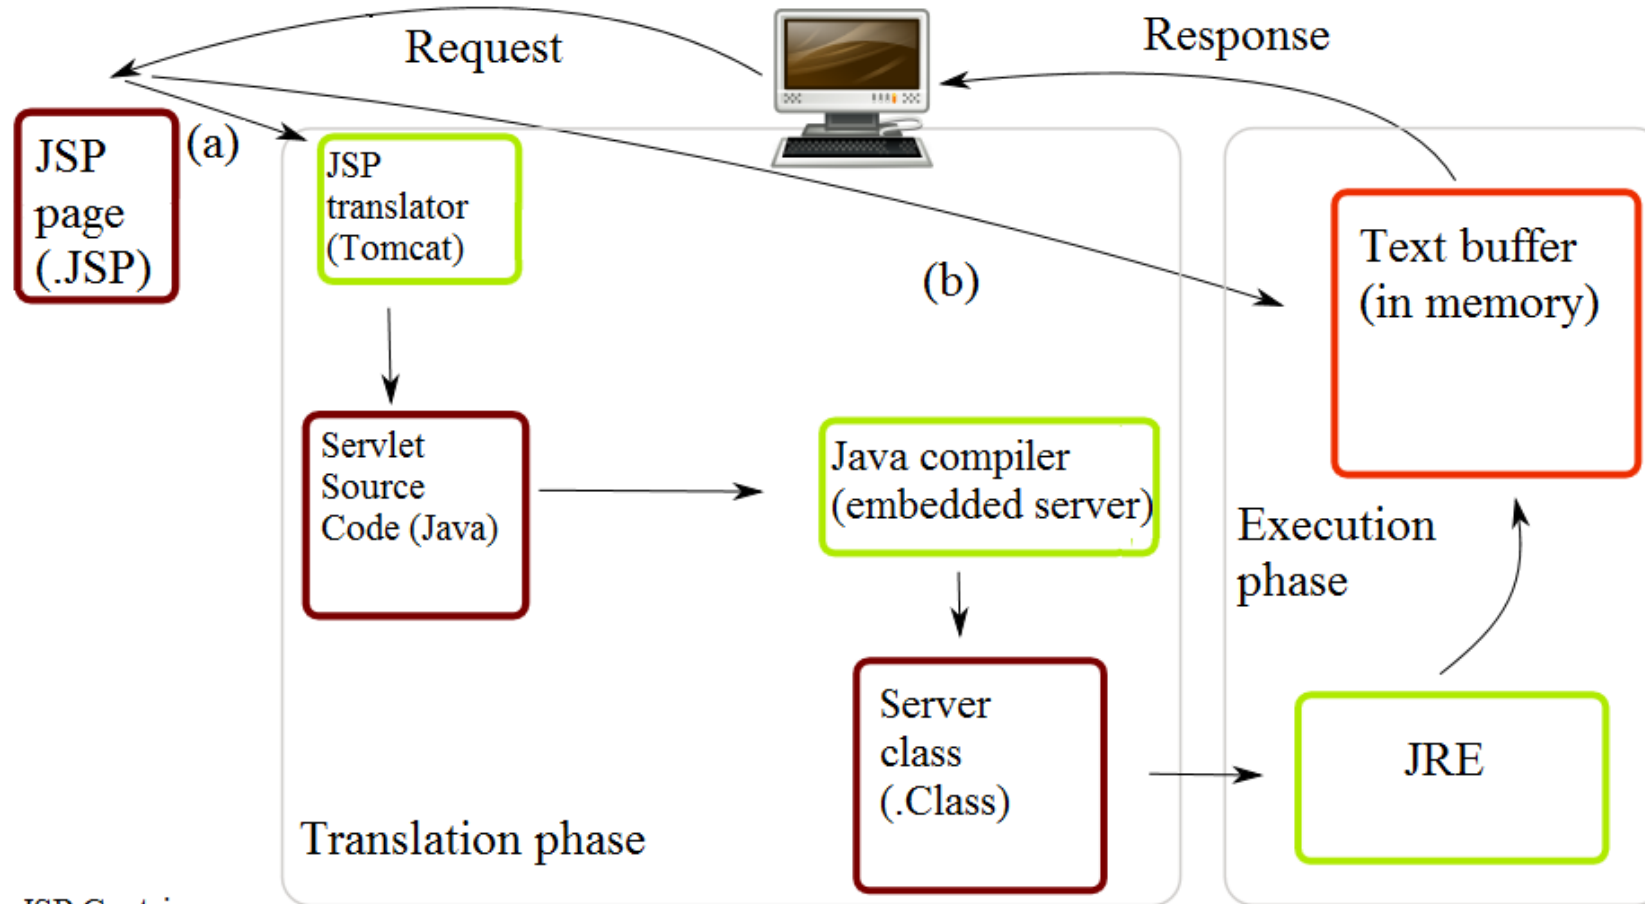 Request
Response
JSP
page
(.JSP)
(a)
JSP
translator
(Tomcat)
(b)
Text buffer
(in memory)
Servlet
Source
Code (Java)
Java compiler
(embedded server)
Execution
phase
Server
class
(.Class)
JRE
Translation phase
JSP